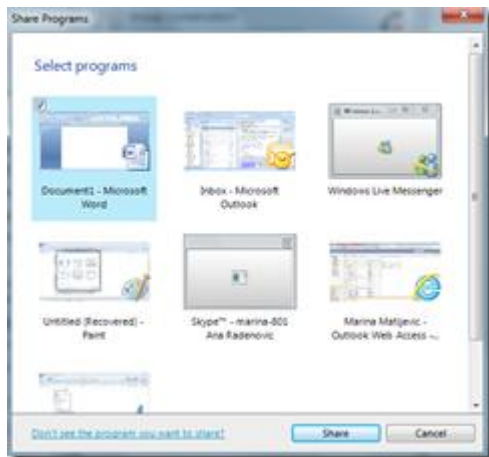 Share Programs
Select programs
Document1 - Microsoft
Word
Inbox - Microsoft
Outlook
Windows Live Messenger
Untitled (Recovered) -
Paint
Skype™ - marina-801
Ana Radenovic
Marina Matijevic -
Outlook Web Access -...
Don't see the program you want to share?
Share
Cancel